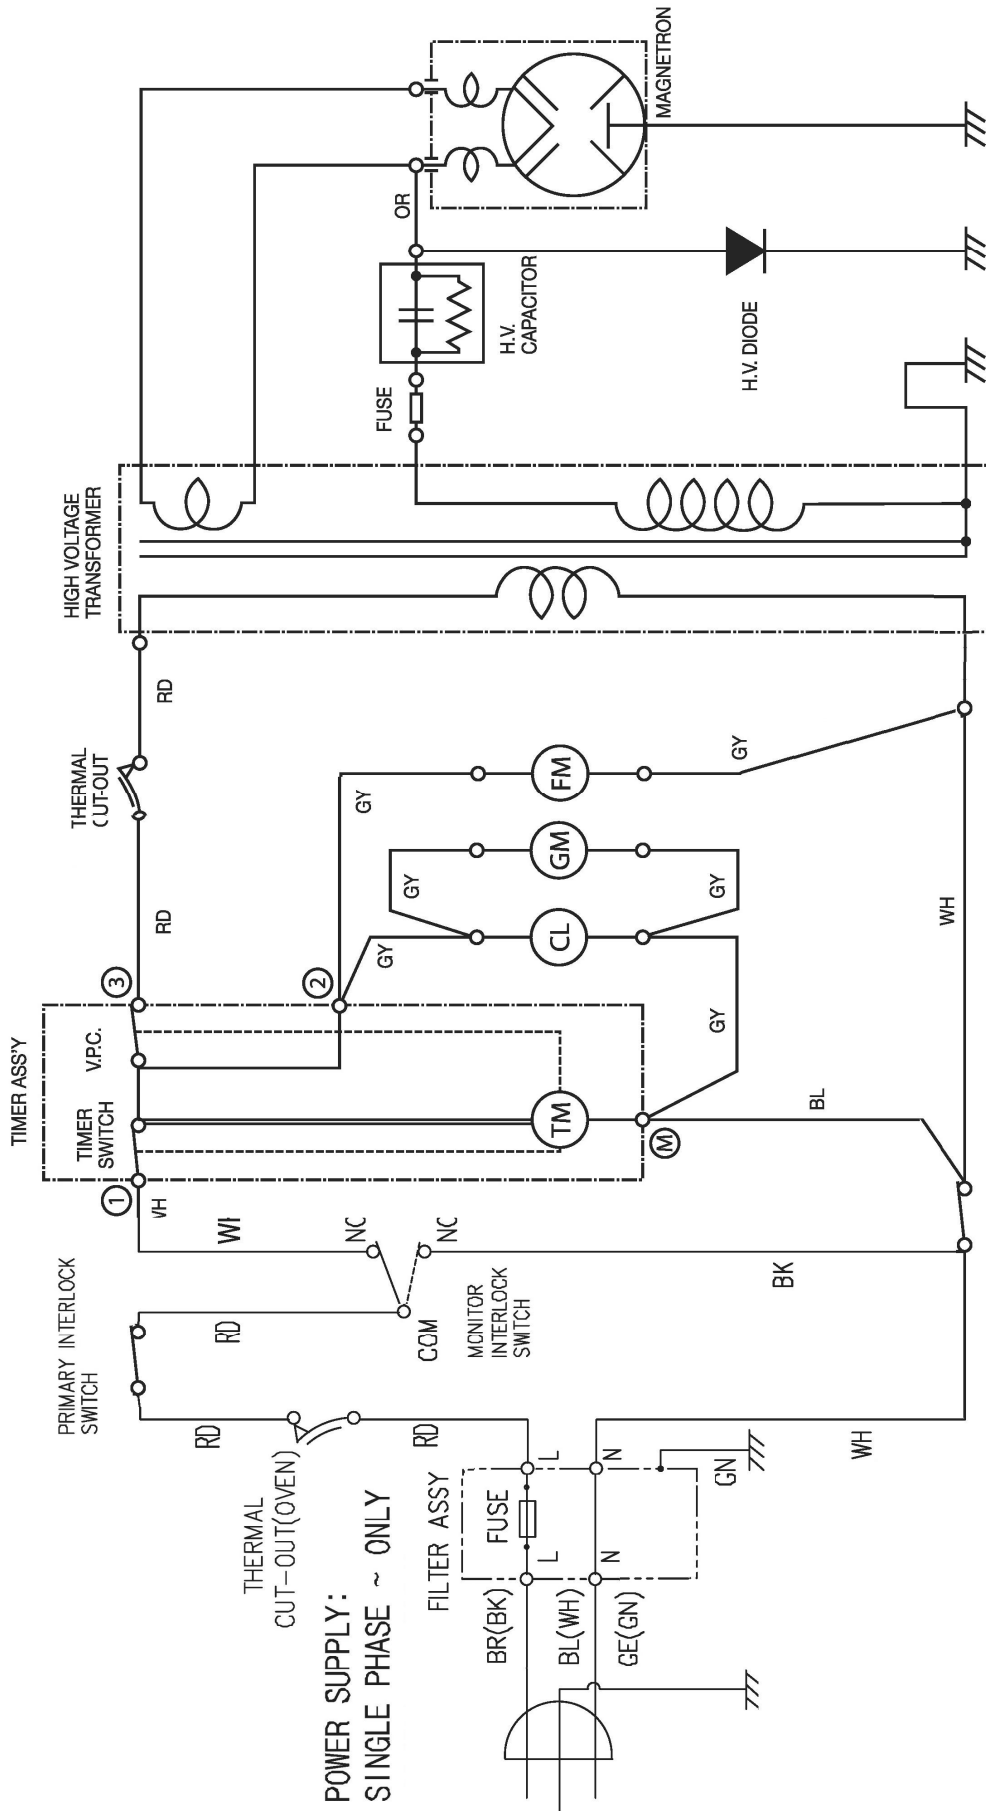 POWER SUPPLY:
SINGLE PHASE ~ ONLY
BR(BK)
BL(WH)
GE(GN)
FILTER ASSY
FUSE
L
L
N
N
GN
THERMAL
CUT-OUT(OVEN)
RD
RD
WH
PRIMARY INTERLOCK
SWITCH
RD
COM
NC
NC
MONITOR
INTERLOCK
SWITCH
BK
TIMER ASS'Y
1
TIMER
SWITCH
V.P.C.
3
2
TM
M
BL
GY
GY
GY
GY
GY
GY
CL
GM
FM
WH
RD
THERMAL
CUT-OUT
RD
HIGH VOLTAGE
TRANSFORMER
FUSE
H.V.
CAPACITOR
OR
H.V. DIODE
MAGNETRON